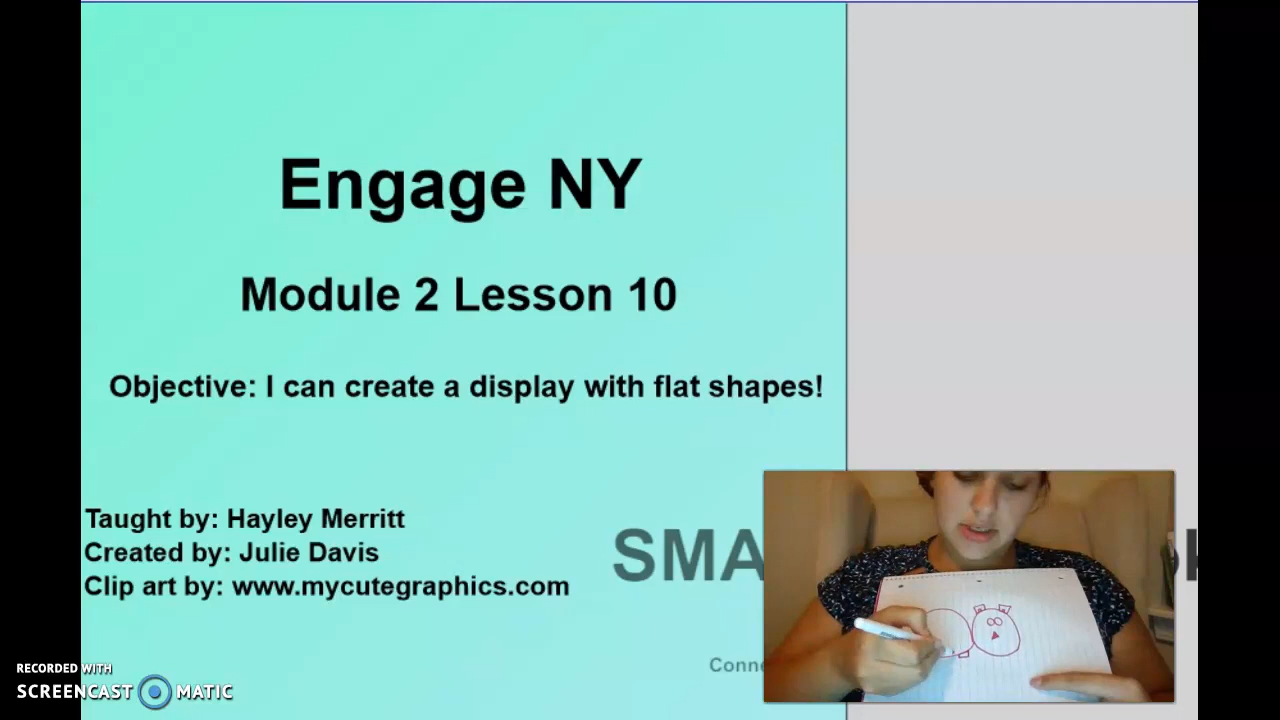 Engage NY
Module 2 Lesson 10
Objective: I can create a display with flat shapes!
Taught by: Hayley Merritt
Created by: Julie Davis
Clip art by: www.mycutegraphics.com
RECORDED WITH
SCREENCAST MATIC